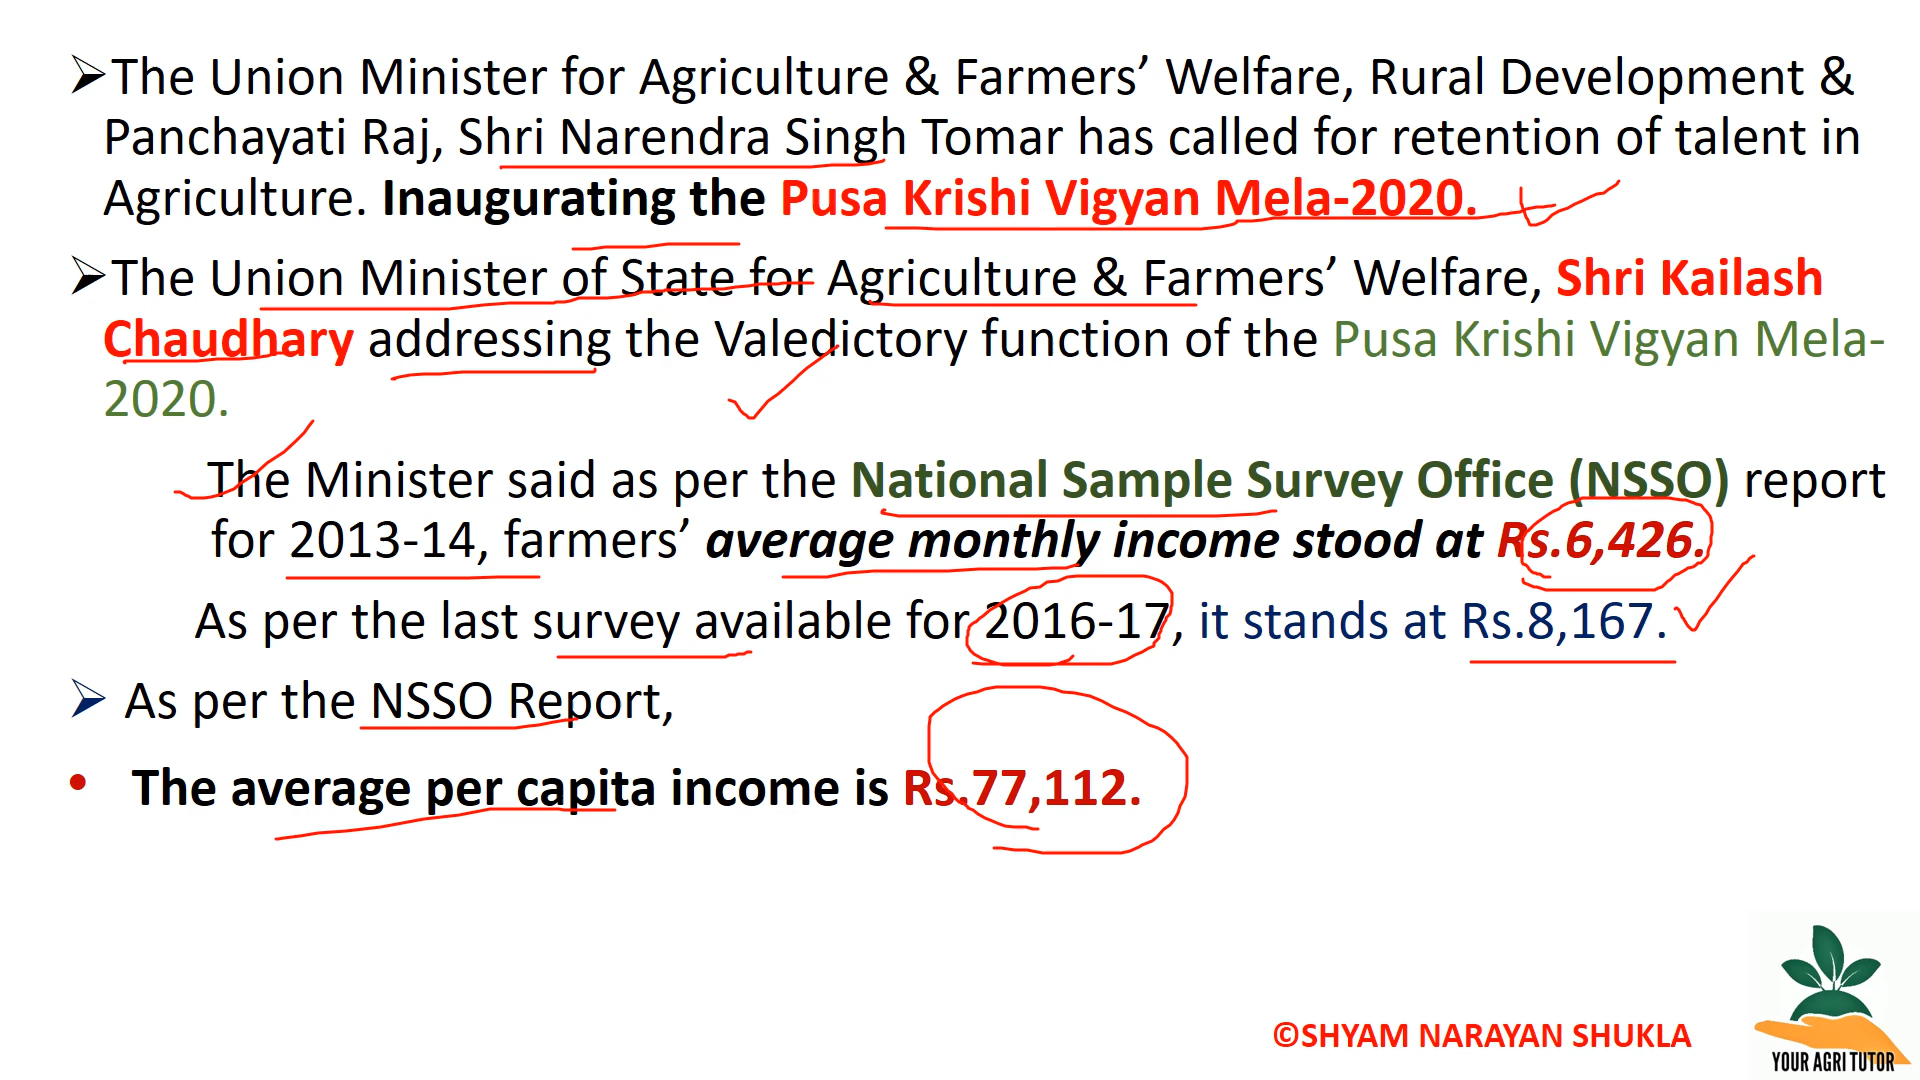 ➢The Union Minister for Agriculture & Farmers’ Welfare, Rural Development &
Panchayati Raj, Shri Narendra Singh Tomar has called for retention of talent in
Agriculture. Inaugurating the Pusa Krishi Vigyan Mela-2020.
➢The Union Minister of State for Agriculture & Farmers’ Welfare, Shri Kailash
Chaudhary addressing the Valedictory function of the Pusa Krishi Vigyan Mela-
2020.
The Minister said as per the National Sample Survey Office (NSSO) report
for 2013-14, farmers’ average monthly income stood at Rs.6,426.
As per the last survey available for 2016-17, it stands at Rs.8,167.
➢ As per the NSSO Report,
• The average per capita income is Rs.77,112.
©SHYAM NARAYAN SHUKLA
YOUR AGRI TUTOR